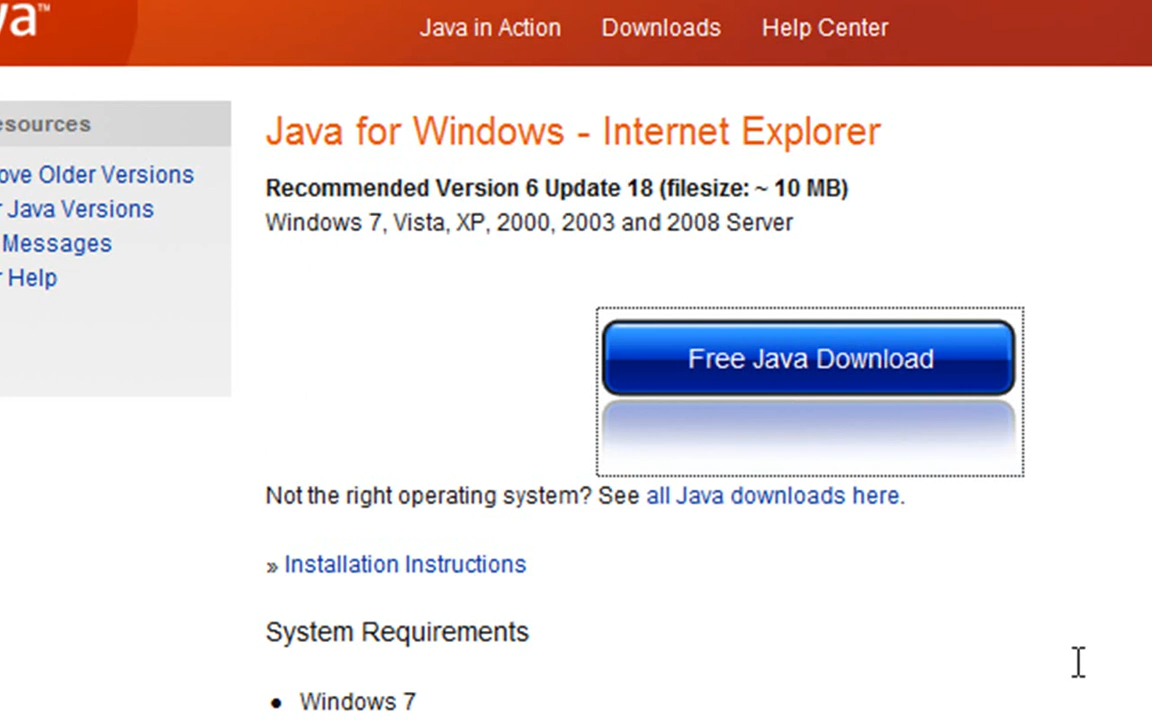 va™
Java in Action Downloads Help Center
esources
ove Older Versions
r Java Versions
Messages
r Help
Java for Windows - Internet Explorer
Recommended Version 6 Update 18 (filesize: ~ 10 MB)
Windows 7, Vista, XP, 2000, 2003 and 2008 Server
Free Java Download
Not the right operating system? See all Java downloads here.
» Installation Instructions
System Requirements
• Windows 7